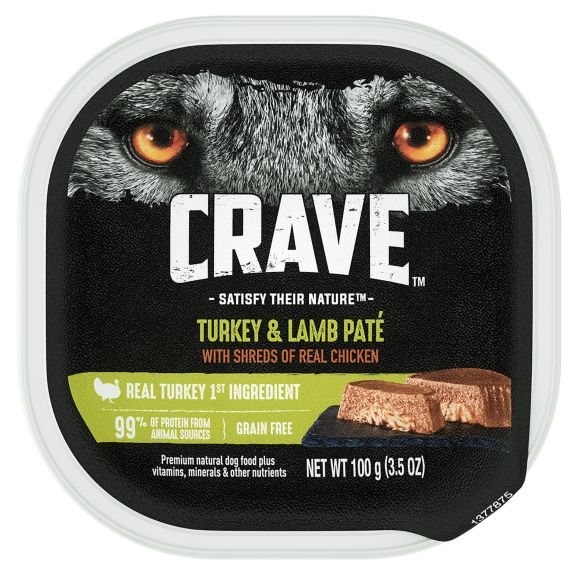 CRAVE™
- SATISFY THEIR NATURE™ -
TURKEY & LAMB PATÉ
WITH SHREDS OF REAL CHICKEN
REAL TURKEY 1ST INGREDIENT
99% OF PROTEIN FROM
ANIMAL SOURCES | GRAIN FREE
Premium natural dog food plus
vitamins, minerals & other nutrients
NET WT 100 g (3.5 OZ)
1377875